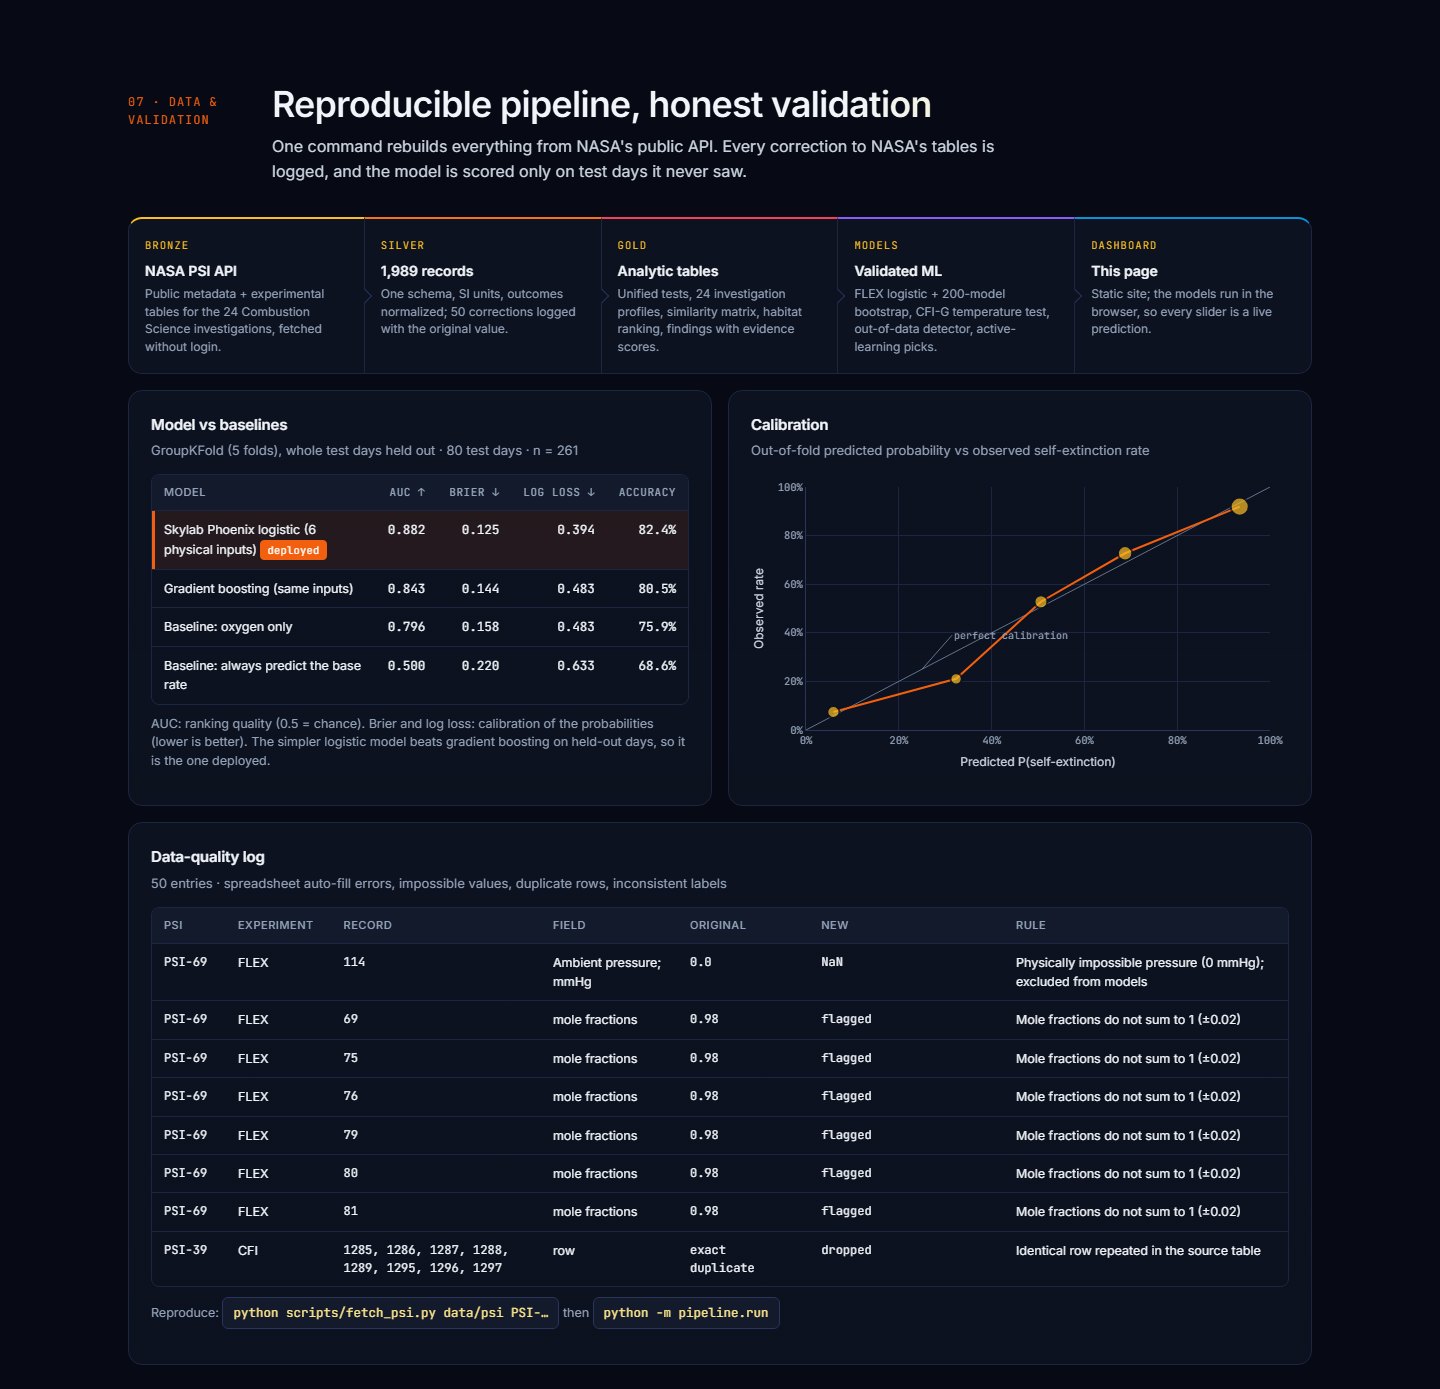 07 · DATA &
VALIDATION
Reproducible pipeline, honest validation
One command rebuilds everything from NASA's public API. Every correction to NASA's tables is
logged, and the model is scored only on test days it never saw.
BRONZE
NASA PSI API
Public metadata + experimental
tables for the 24 Combustion
Science investigations, fetched
without login.
SILVER
1,989 records
One schema, SI units, outcomes
normalized; 50 corrections logged
with the original value.
GOLD
Analytic tables
Unified tests, 24 investigation
profiles, similarity matrix, habitat
ranking, findings with evidence
scores.
MODELS
Validated ML
FLEX logistic + 200-model
bootstrap, CFI-G temperature test,
out-of-data detector, active-
learning picks.
DASHBOARD
This page
Static site; the models run in the
browser, so every slider is a live
prediction.
Model vs baselines
GroupKFold (5 folds), whole test days held out · 80 test days · n = 261
MODEL AUC ↑ BRIER ↓ LOG LOSS ↓ ACCURACY
Skylab Phoenix logistic (6 0.882 0.125 0.394 82.4%
physical inputs) deployed
Gradient boosting (same inputs) 0.843 0.144 0.483 80.5%
Baseline: oxygen only 0.796 0.158 0.483 75.9%
Baseline: always predict the base 0.500 0.220 0.633 68.6%
rate
AUC: ranking quality (0.5 = chance). Brier and log loss: calibration of the probabilities
(lower is better). The simpler logistic model beats gradient boosting on held-out days, so it
is the one deployed.
Calibration
Out-of-fold predicted probability vs observed self-extinction rate
100%
80%
60%
40%
20%
0%
Observed rate
perfect calibration
0% 20% 40% 60% 80% 100%
Predicted P(self-extinction)
Data-quality log
50 entries · spreadsheet auto-fill errors, impossible values, duplicate rows, inconsistent labels
PSI EXPERIMENT RECORD FIELD ORIGINAL NEW RULE
PSI-69 FLEX 114 Ambient pressure; 0.0 NaN Physically impossible pressure (0 mmHg);
mmHg excluded from models
PSI-69 FLEX 69 mole fractions 0.98 flagged Mole fractions do not sum to 1 (±0.02)
PSI-69 FLEX 75 mole fractions 0.98 flagged Mole fractions do not sum to 1 (±0.02)
PSI-69 FLEX 76 mole fractions 0.98 flagged Mole fractions do not sum to 1 (±0.02)
PSI-69 FLEX 79 mole fractions 0.98 flagged Mole fractions do not sum to 1 (±0.02)
PSI-69 FLEX 80 mole fractions 0.98 flagged Mole fractions do not sum to 1 (±0.02)
PSI-69 FLEX 81 mole fractions 0.98 flagged Mole fractions do not sum to 1 (±0.02)
PSI-39 CFI 1285, 1286, 1287, 1288, row exact dropped Identical row repeated in the source table
1289, 1295, 1296, 1297 duplicate
Reproduce: python scripts/fetch_psi.py data/psi PSI-… then python -m pipeline.run